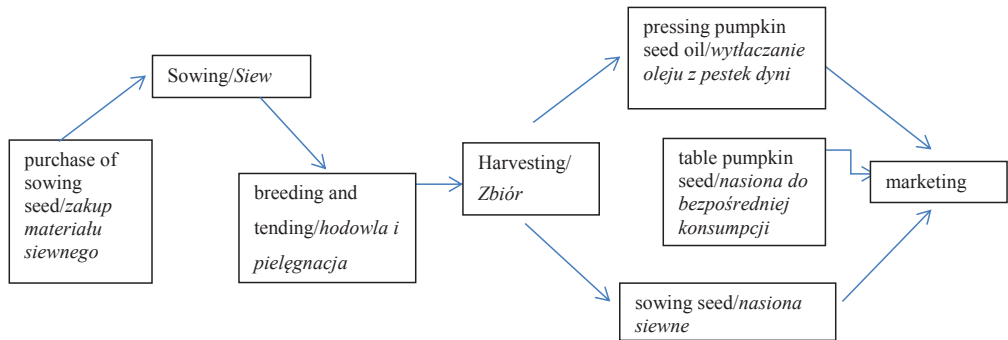 purchase of
sowing
seed/zakup
materiału
siewnego
Sowing/Siew
breeding and
tending/hodowla i
pielęgnacja
Harvesting/
Zbiór
pressing pumpkin
seed oil/wytłaczanie
oleju z pestek dyni
table pumpkin
seed/nasiona do
bezpośredniej
konsumpcji
sowing seed/nasiona
siewne
marketing